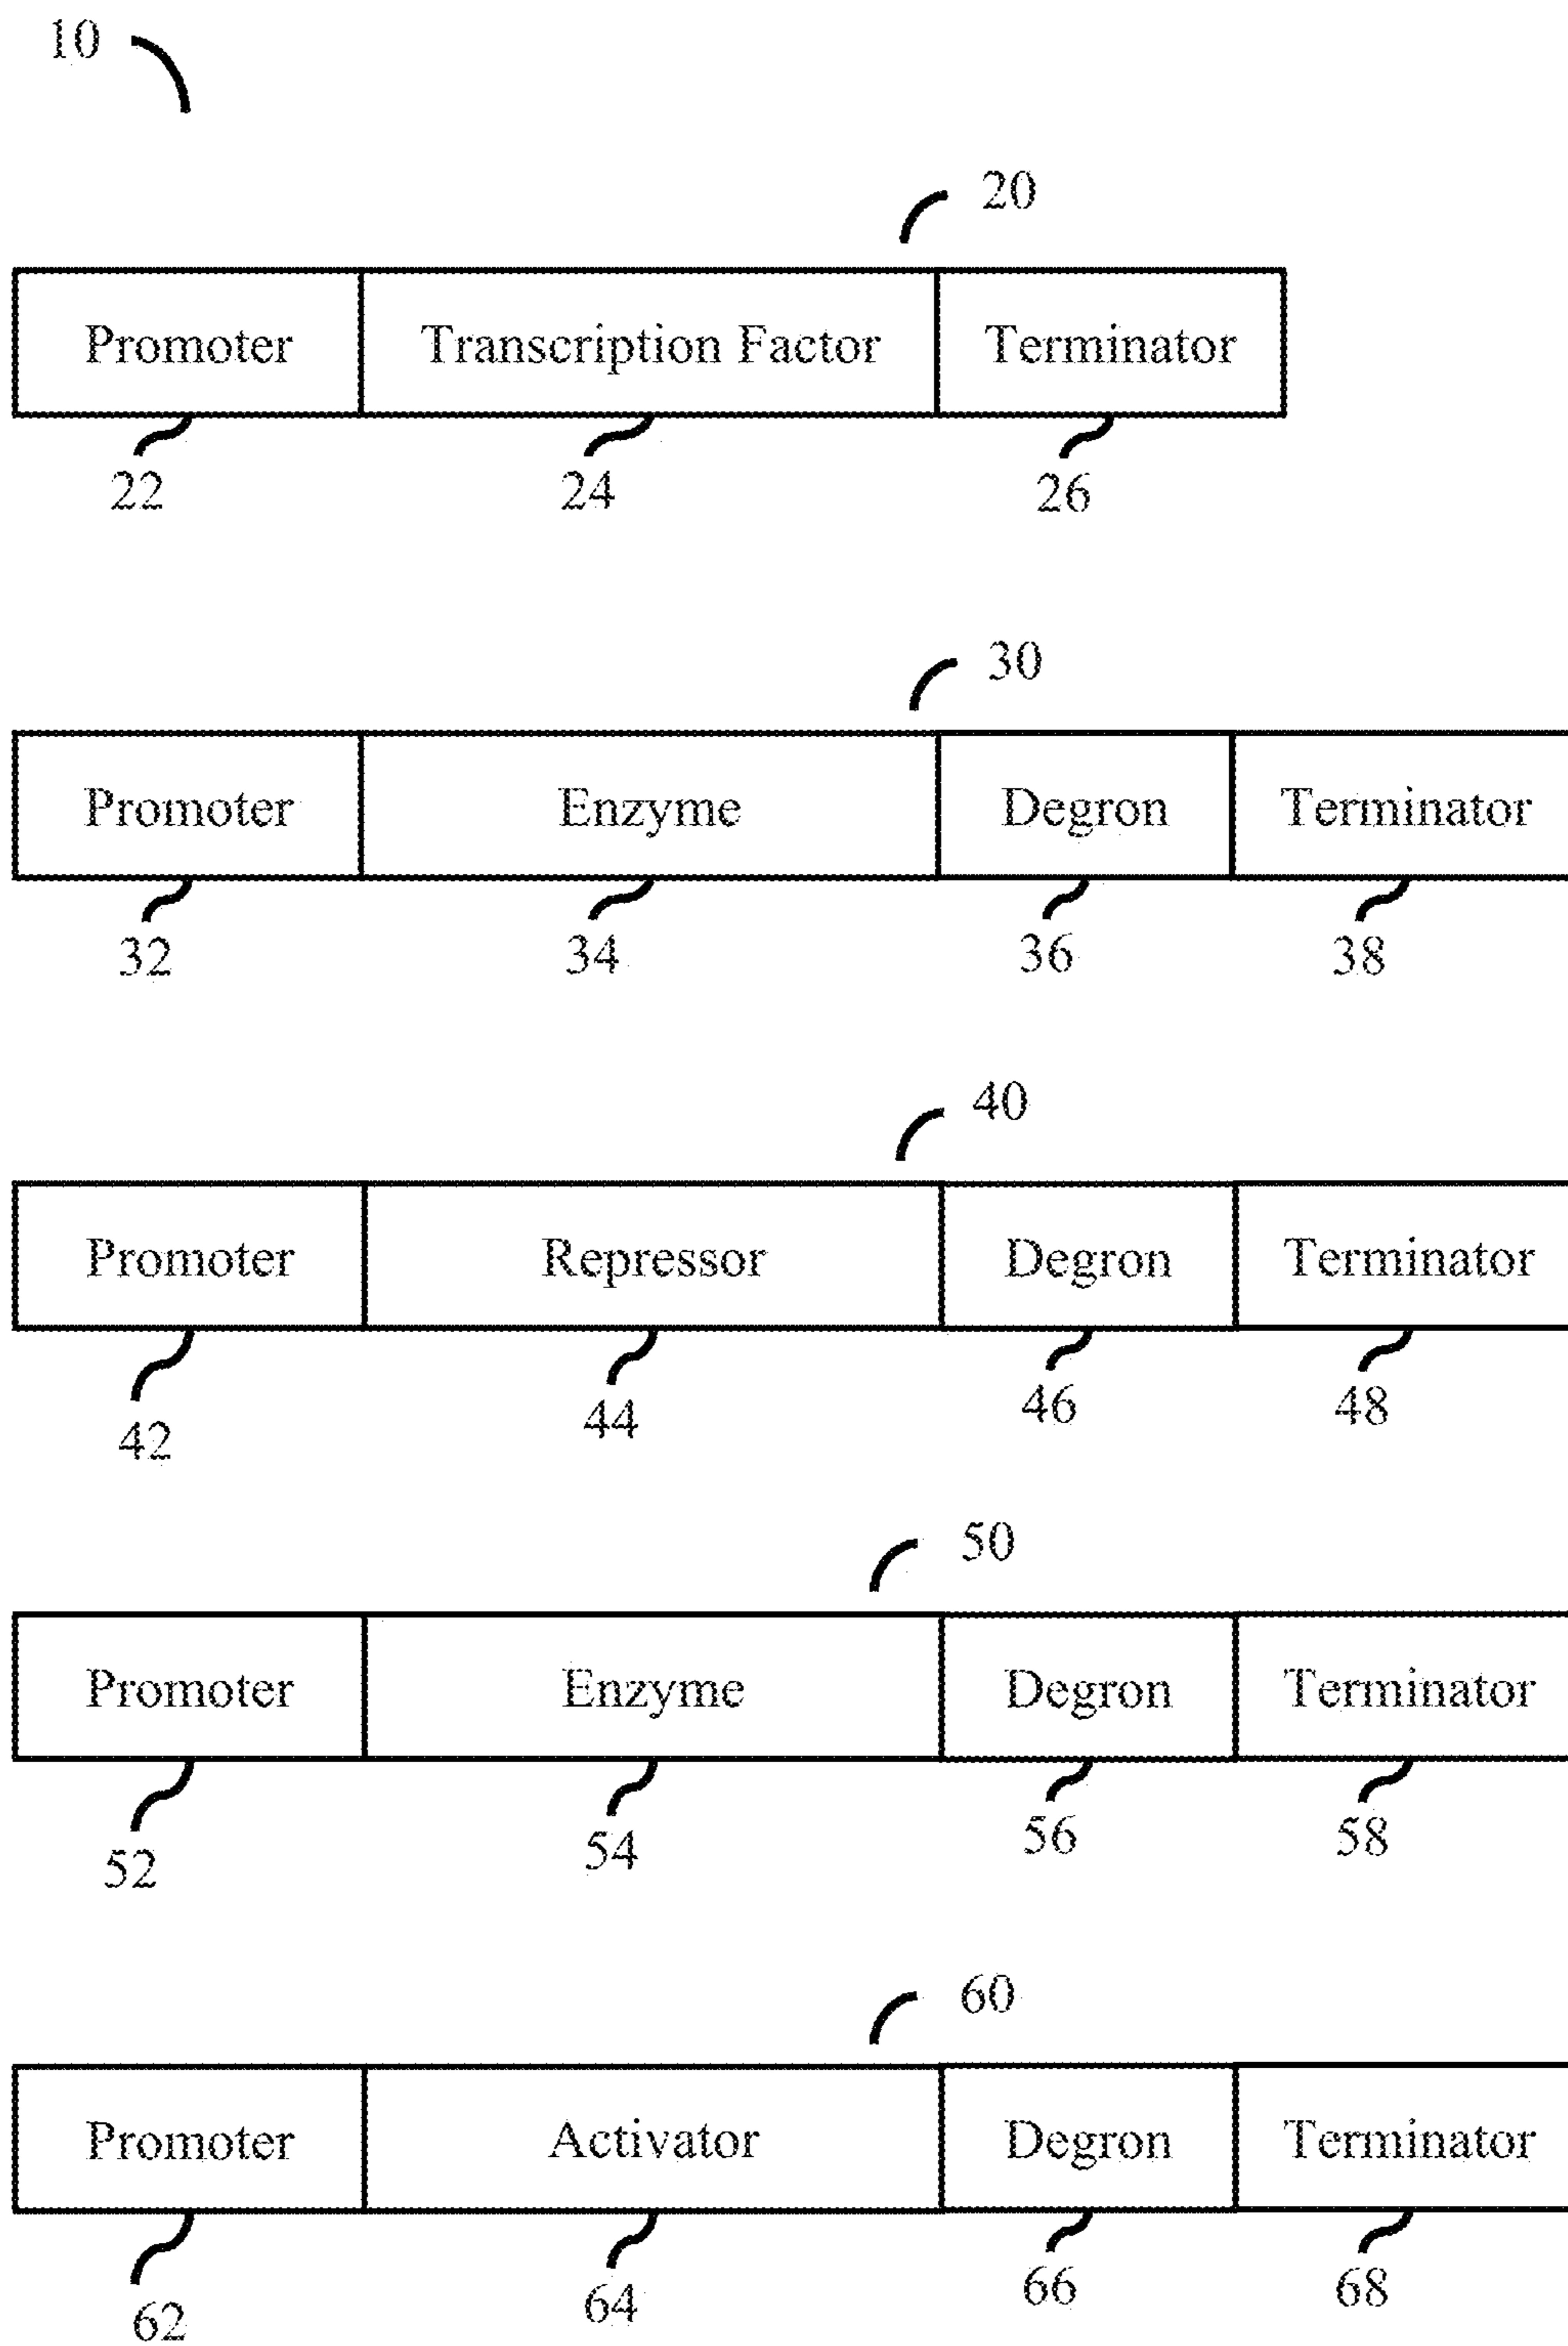 10
20
Promoter Transcription Factor Terminator
22 24 26
30
Promoter Enzyme Degron Terminator
32 34 36 38
40
Promoter Repressor Degron Terminator
42 44 46 48
50
Promoter Enzyme Degron Terminator
52 54 56 58
60
Promoter Activator Degron Terminator
62 64 66 68